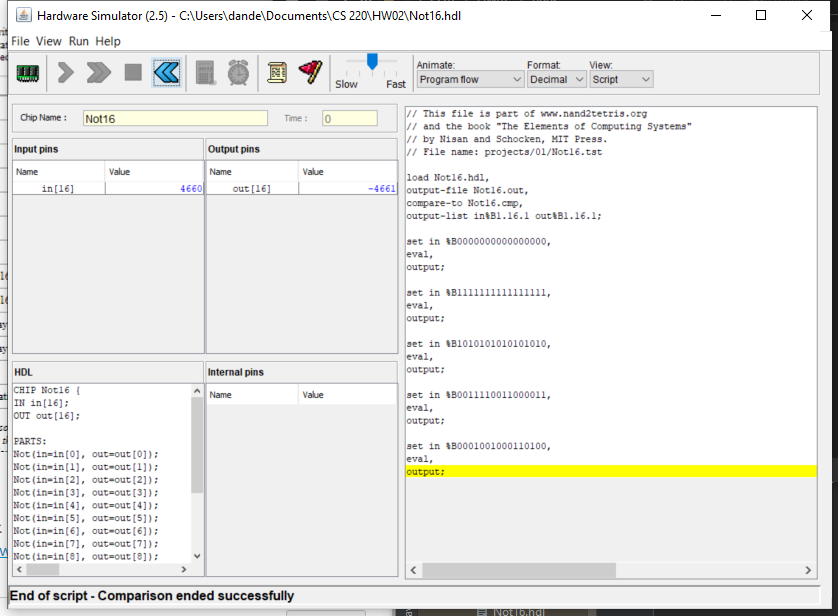 Hardware Simulator (2.5) - C:\Users\dande\Documents\CS 220\HW02\Not16.hdl
File View Run Help
Animate:
Program flow
Format:
Decimal
View:
Script
Slow
Fast
Chip Name :
Not16
Time :
0
Input pins
Name
Value
in[16]
4660
Output pins
Name
Value
out[16]
-4661
HDL
CHIP Not16 {
IN in[16];
OUT out[16];
PARTS:
Not(in=in[0], out=out[0]);
Not(in=in[1], out=out[1]);
Not(in=in[2], out=out[2]);
Not(in=in[3], out=out[3]);
Not(in=in[4], out=out[4]);
Not(in=in[5], out=out[5]);
Not(in=in[6], out=out[6]);
Not(in=in[7], out=out[7]);
Not(in=in[8], out=out[8]);
Internal pins
Name
Value
// This file is part of www.nand2tetris.org
// and the book "The Elements of Computing Systems"
// by Nisan and Schocken, MIT Press.
// File name: projects/01/Not16.tst
load Not16.hdl,
output-file Not16.out,
compare-to Not16.cmp,
output-list in%B1.16.1 out%B1.16.1;
set in %B0000000000000000,
eval,
output;
set in %B1111111111111111,
eval,
output;
set in %B1010101010101010,
eval,
output;
set in %B0011110011000011,
eval,
output;
set in %B0001001000110100,
eval,
output;
End of script - Comparison ended successfully
Not16.hdl